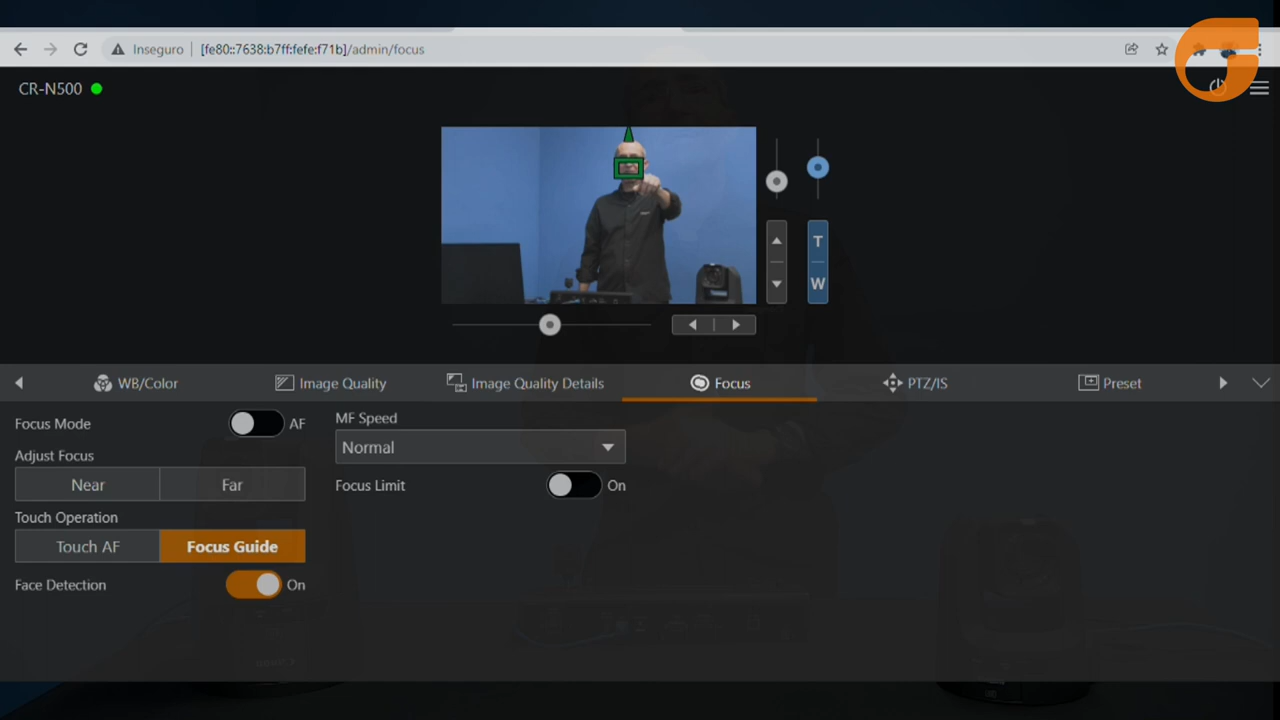 Inseguro [fe80::7638:b7ff:fefe:f71b]/admin/focus
CR-N500
T
W
WB/Color Image Quality Image Quality Details Focus PTZ/IS Preset
Focus Mode AF
Adjust Focus
Near Far
Touch Operation
Touch AF Focus Guide
Face Detection On
MF Speed
Normal
Focus Limit On